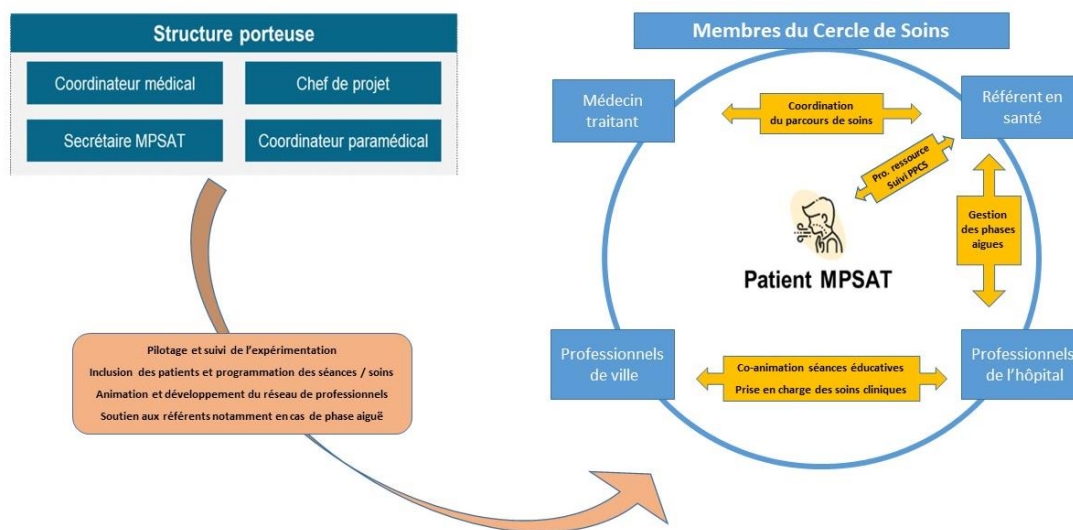 Structure porteuse
Coordinateur médical
Chef de projet
Secrétaire MPSAT
Coordinateur paramédical
Pilotage et suivi de l'expérimentation
Inclusion des patients et programmation des séances / soins
Animation et développement du réseau de professionnels
Soutien aux référents notamment en cas de phase aiguë
Membres du Cercle de Soins
Médecin
traitant
Coordination
du parcours de soins
Référent en
santé
Pro. ressource
Suivi PPCS
Gestion
des phases
aigues
Patient MPSAT
Professionnels
de ville
Co-animation séances éducatives
Prise en charge des soins cliniques
Professionnels
de l'hôpital